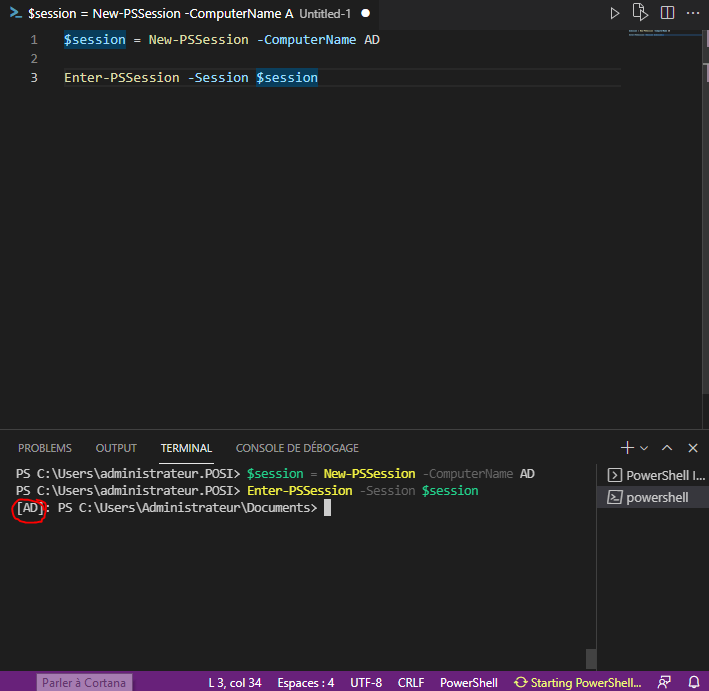 $session = New-PSSession -ComputerName A Untitled-1
1 $session = New-PSSession -ComputerName AD
2
3 Enter-PSSession -Session $session
PROBLEMS OUTPUT TERMINAL CONSOLE DE DÉBOGAGE
PS C:\Users\administrateur.POSI> $session = New-PSSession -ComputerName AD
PS C:\Users\administrateur.POSI> Enter-PSSession -Session $session
[AD]: PS C:\Users\Administrateur\Documents>
PowerShell I...
powershell
Parler à Cortana L 3, col 34 Espaces : 4 UTF-8 CRLF PowerShell Starting PowerShell...